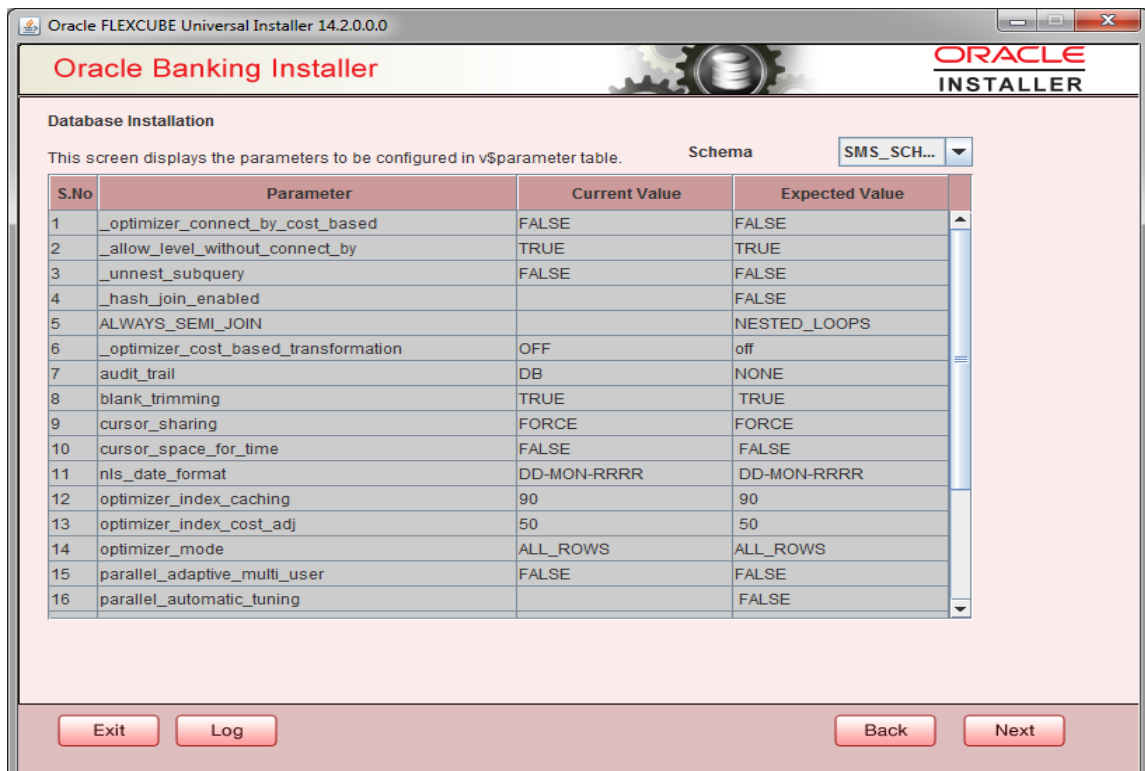 Oracle FLEXCUBE Universal Installer 14.2.0.0.0
Oracle Banking Installer
ORACLE
INSTALLER
Database Installation
This screen displays the parameters to be configured in v$parameter table.
Schema
SMS_SCH...
S.No Parameter Current Value Expected Value
1 _optimizer_connect_by_cost_based FALSE FALSE
2 _allow_level_without_connect_by TRUE TRUE
3 _unnest_subquery FALSE FALSE
4 _hash_join_enabled FALSE
5 ALWAYS_SEMI_JOIN NESTED_LOOPS
6 _optimizer_cost_based_transformation OFF off
7 audit_trail DB NONE
8 blank_trimming TRUE TRUE
9 cursor_sharing FORCE FORCE
10 cursor_space_for_time FALSE FALSE
11 nls_date_format DD-MON-RRRR DD-MON-RRRR
12 optimizer_index_caching 90 90
13 optimizer_index_cost_adj 50 50
14 optimizer_mode ALL_ROWS ALL_ROWS
15 parallel_adaptive_multi_user FALSE FALSE
16 parallel_automatic_tuning FALSE
Exit Log Back Next